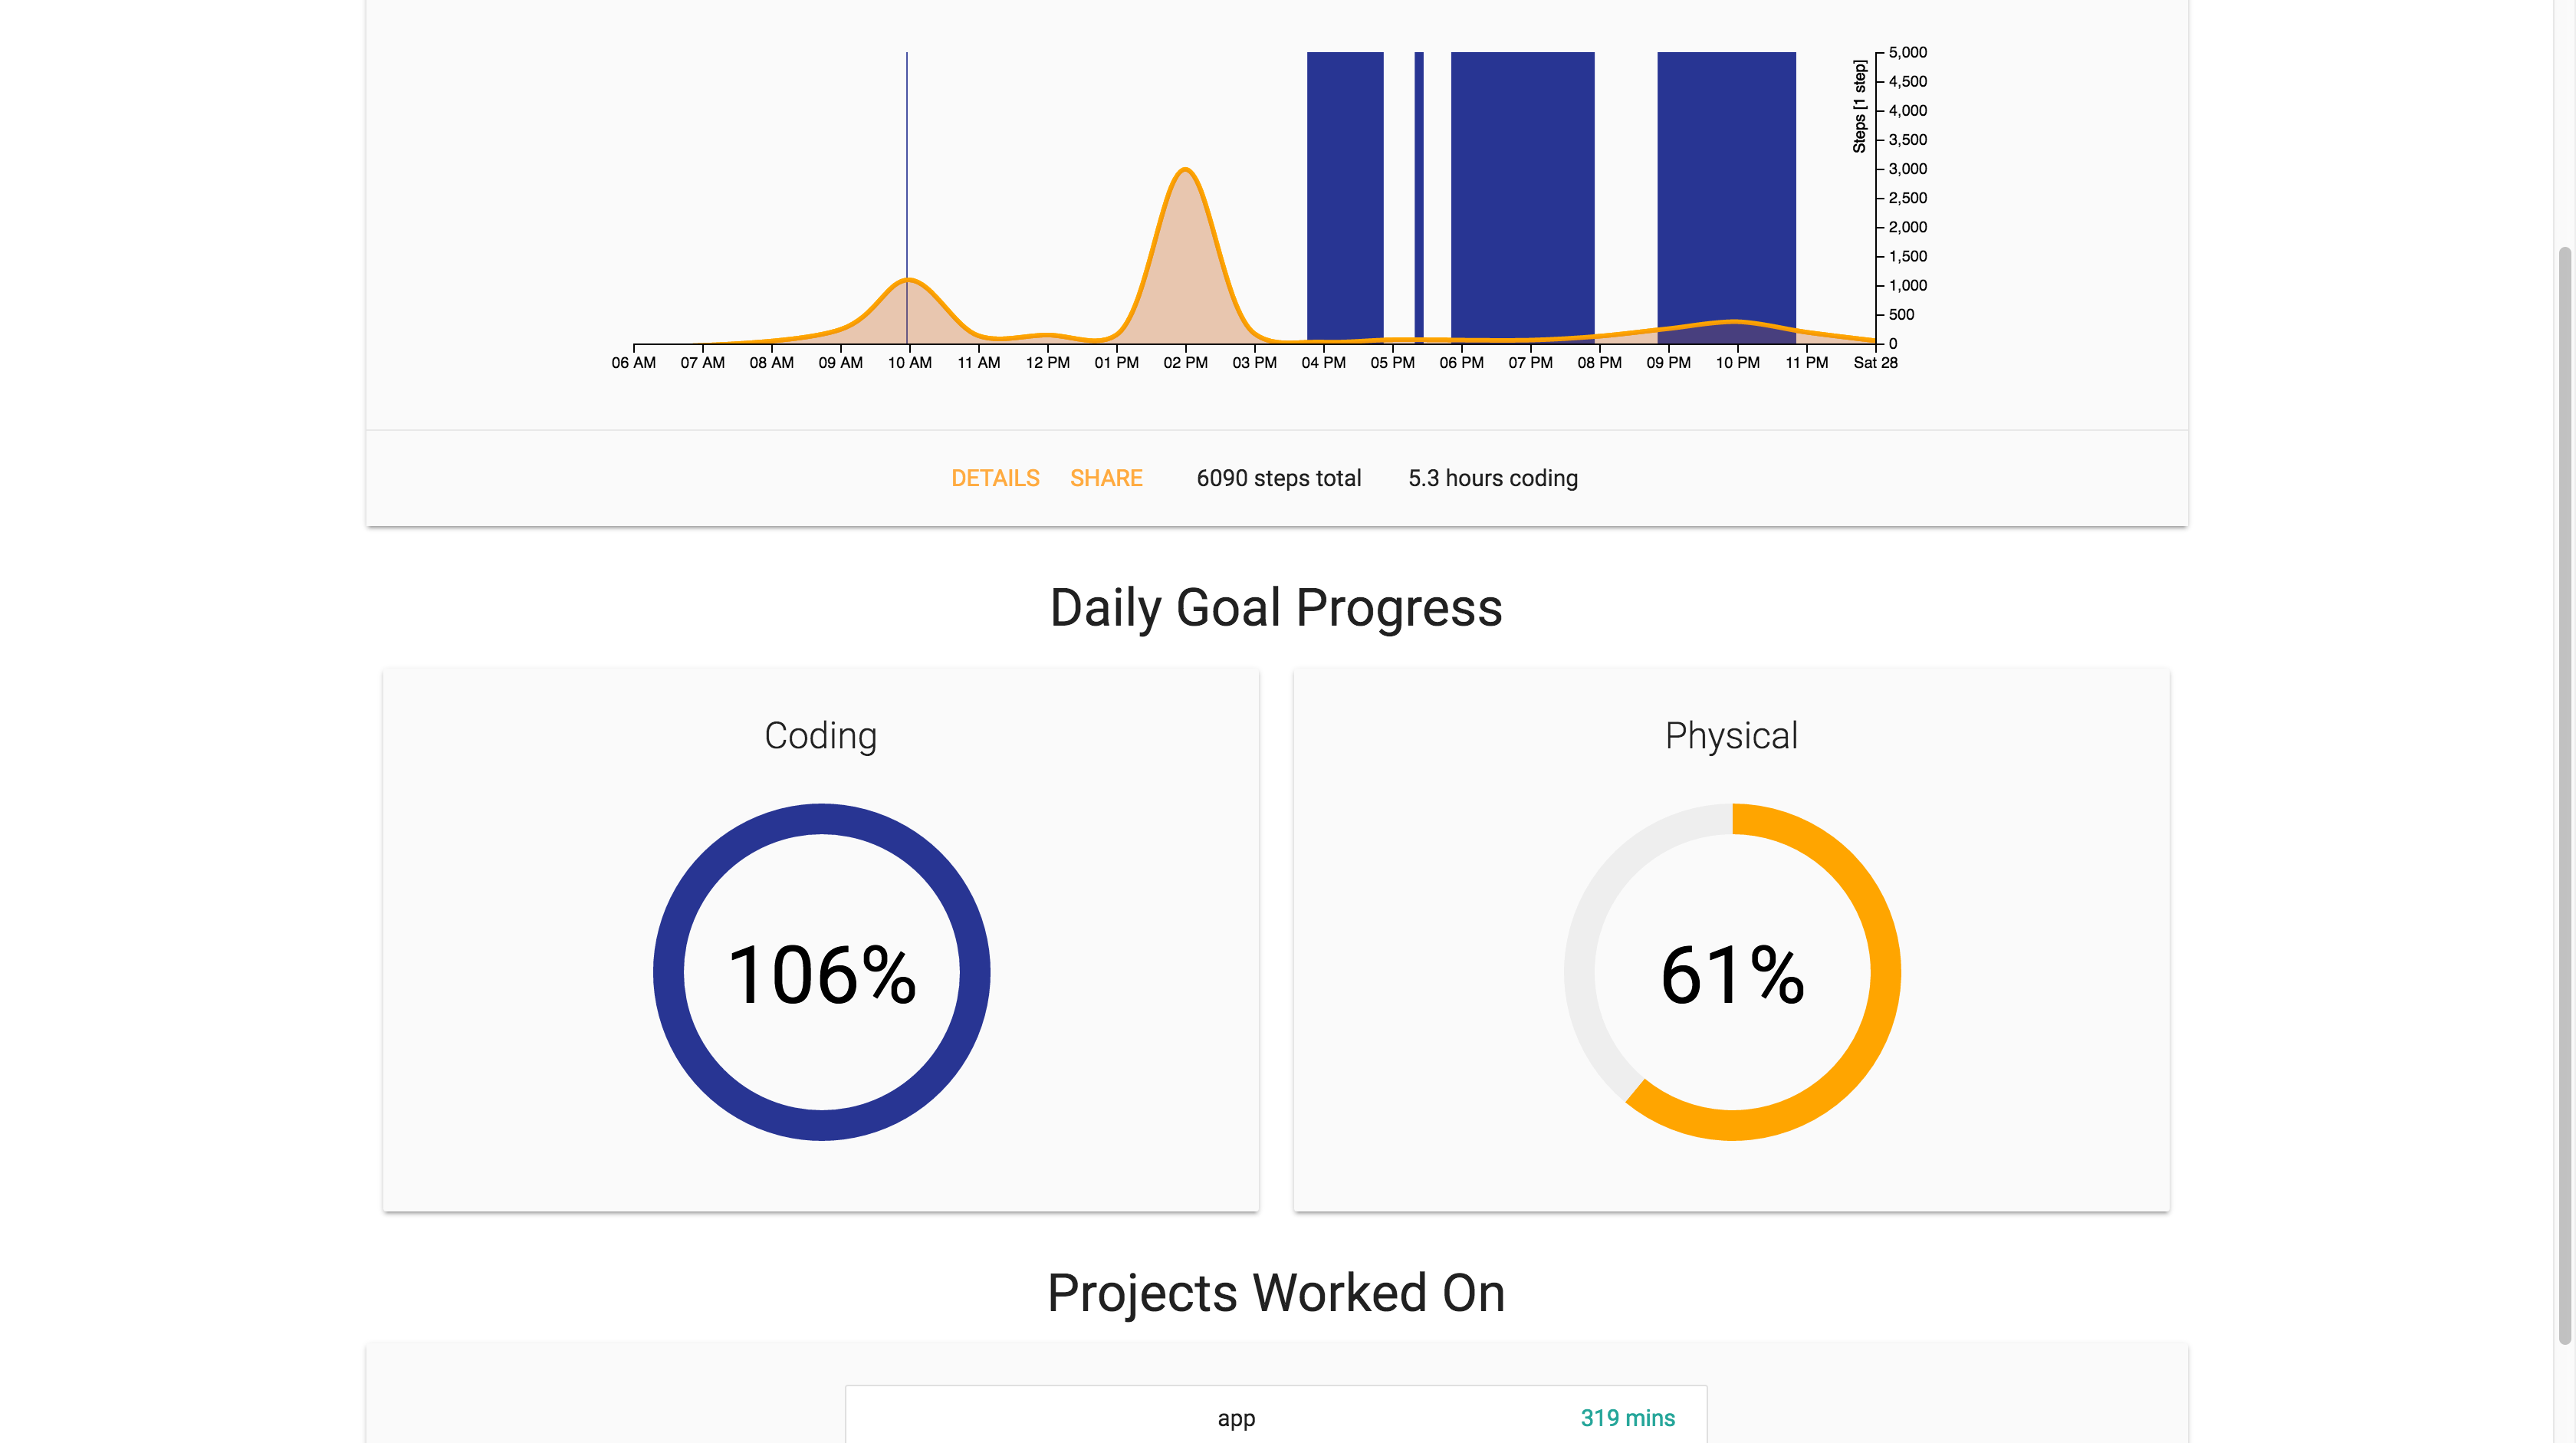 5,000
4,500
4,000
3,500
3,000
2,500
2,000
1,500
1,000
500
0
Steps [1 step]
06 AM 07 AM 08 AM 09 AM 10 AM 11 AM 12 PM 01 PM 02 PM 03 PM 04 PM 05 PM 06 PM 07 PM 08 PM 09 PM 10 PM 11 PM Sat 28
DETAILS SHARE 6090 steps total 5.3 hours coding
Daily Goal Progress
Coding
106%
Physical
61%
Projects Worked On
app 319 mins